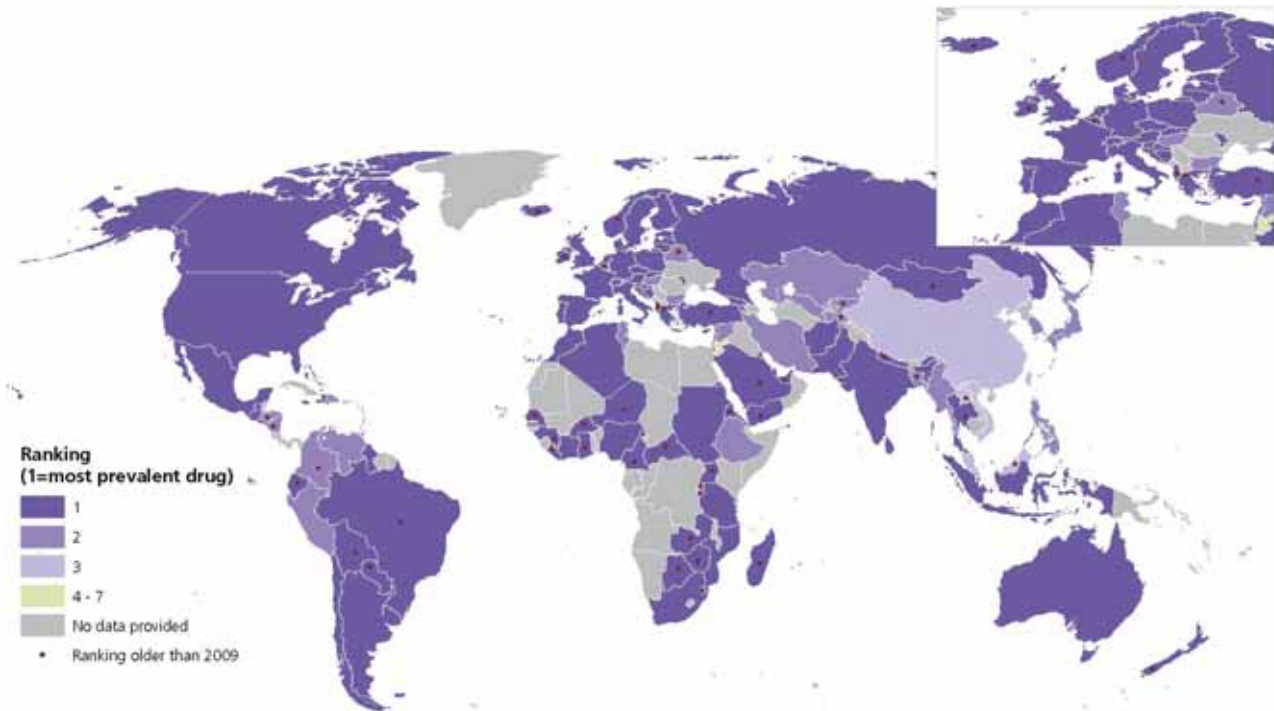 Ranking
(1=most prevalent drug)
1
2
3
4 - 7
No data provided
Ranking older than 2009